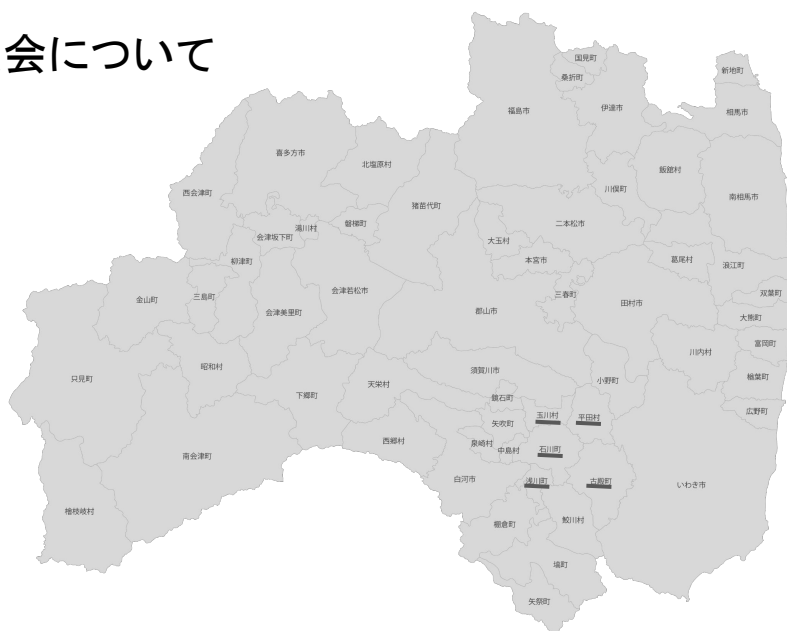 会について
国見町
桑折町
新地町
福島市
伊達市
相馬市
喜多方市
北塩原村
飯舘村
西会津町
川俣町
南相馬市
猪苗代町
磐梯町
二本松市
湯川村
会津坂下町
大玉村
柳津町
本宮市
葛尾村
浪江町
会津若松市
三春町
双葉町
金山町
三島町
田村市
会津美里町
郡山市
大熊町
富岡町
川内村
昭和村
須賀川市
楢葉町
只見町
小野町
天栄村
下郷町
鏡石町
広野町
玉川村
平田村
矢吹町
西郷村
泉崎村
中島村
石川町
南会津町
白河市
浅川町
古殿町
いわき市
檜枝岐村
棚倉町
鮫川村
塙町
矢祭町